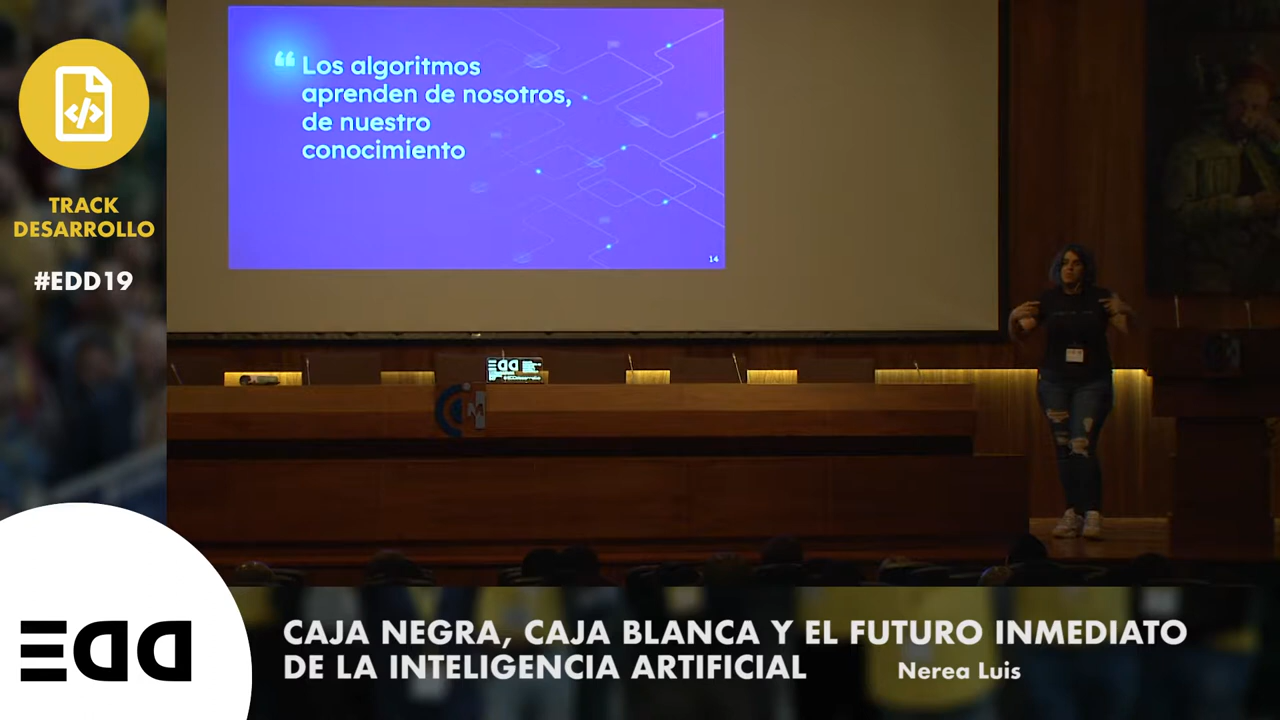 “ Los algoritmos
aprenden de nosotros,
de nuestro
conocimiento
14
TRACK
DESARROLLO
#EDD19
EDD
EDD
CAJA NEGRA, CAJA BLANCA Y EL FUTURO INMEDIATO
DE LA INTELIGENCIA ARTIFICIAL
Nerea Luis